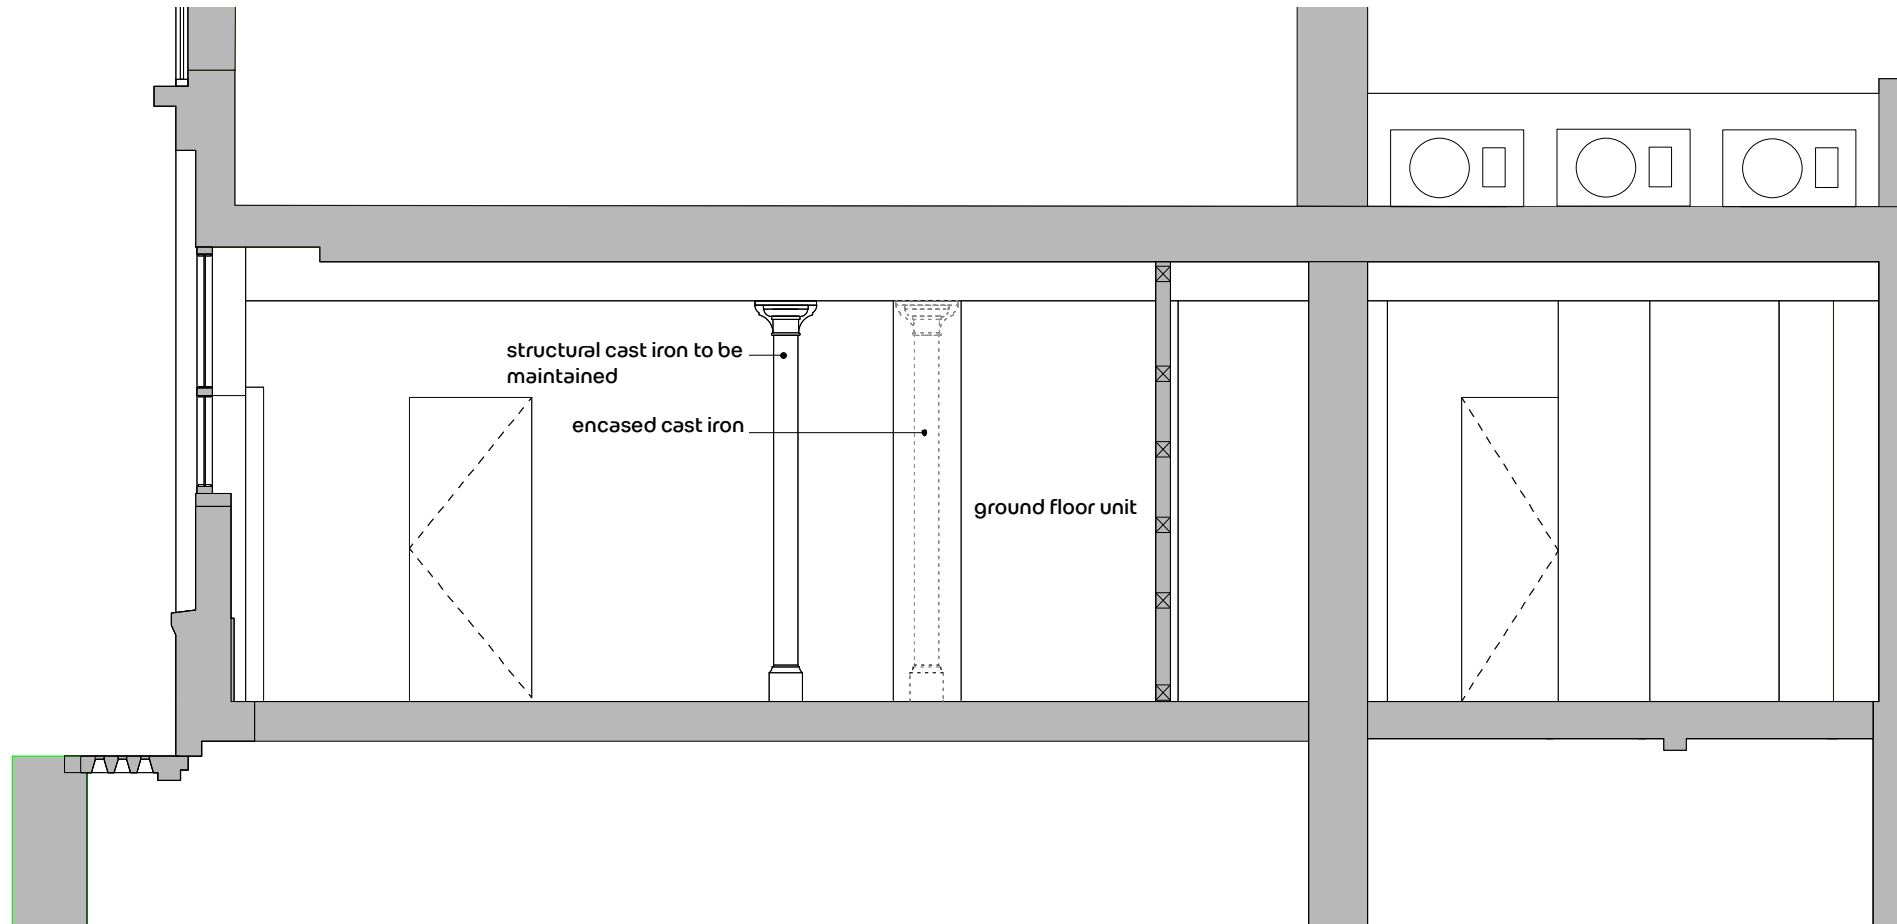 structural cast iron to be
maintained
encased cast iron
ground floor unit